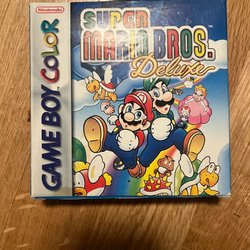 Nintendo
GAME BOY COLOR
SUPER
MARIO BROS.
Deluxe